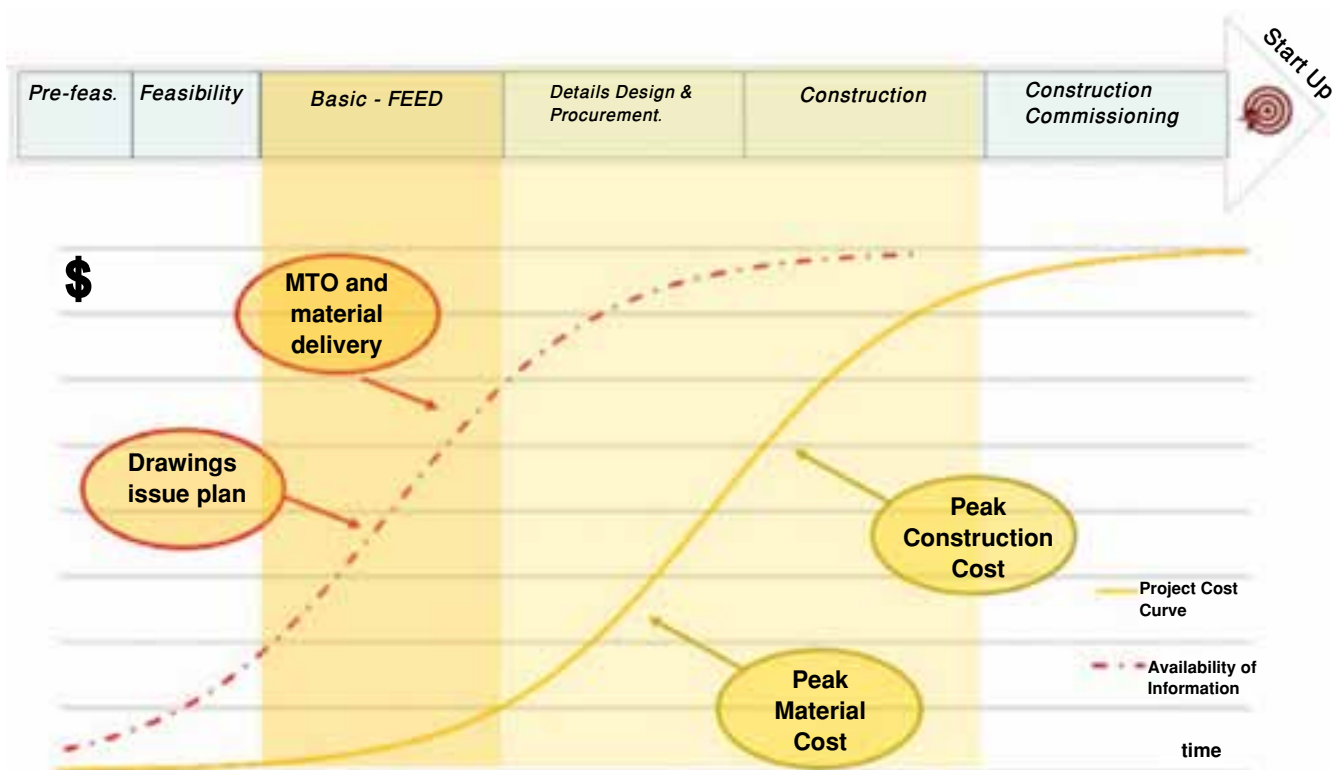 Start Up
Pre-feas.
Feasibility
Basic - FEED
Details Design &
Procurement.
Construction
Construction
Commissioning
$
MTO and
material
delivery
Drawings
issue plan
Peak
Construction
Cost
Project Cost
Curve
Peak
Material
Cost
Availability of
Information
time